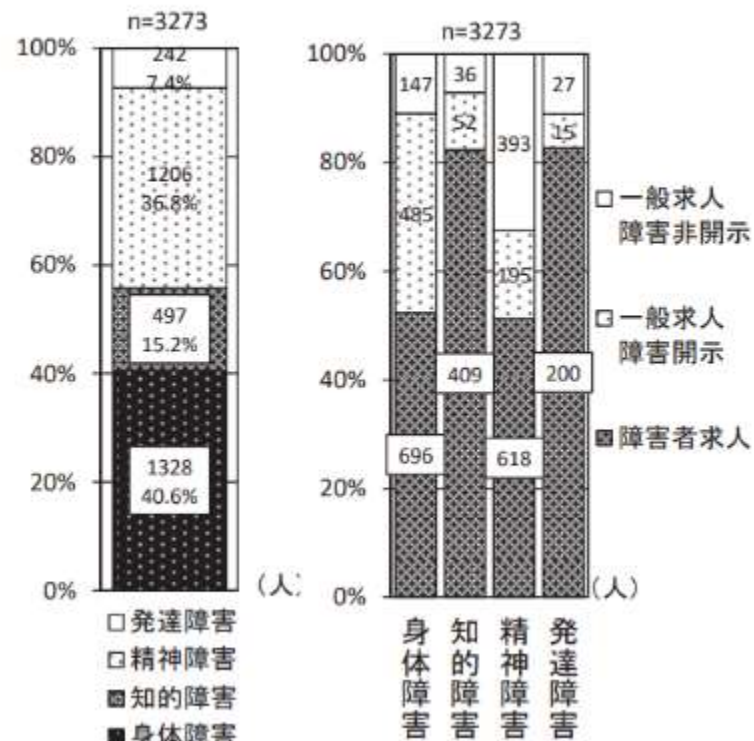 n=3273
100%
80%
60%
40%
20%
0%
242
7.4%
1206
36.8%
497
15.2%
1328
40.6%
(人)
□発達障害
□精神障害
■知的障害
■身体障害
n=3273
100%
80%
60%
40%
20%
0%
147
36
27
52
15
393
485
195
409
200
696
618
(人)
身体障害
知的障害
精神障害
発達障害
□一般求人
障害非開示
□一般求人
障害開示
■障害者求人